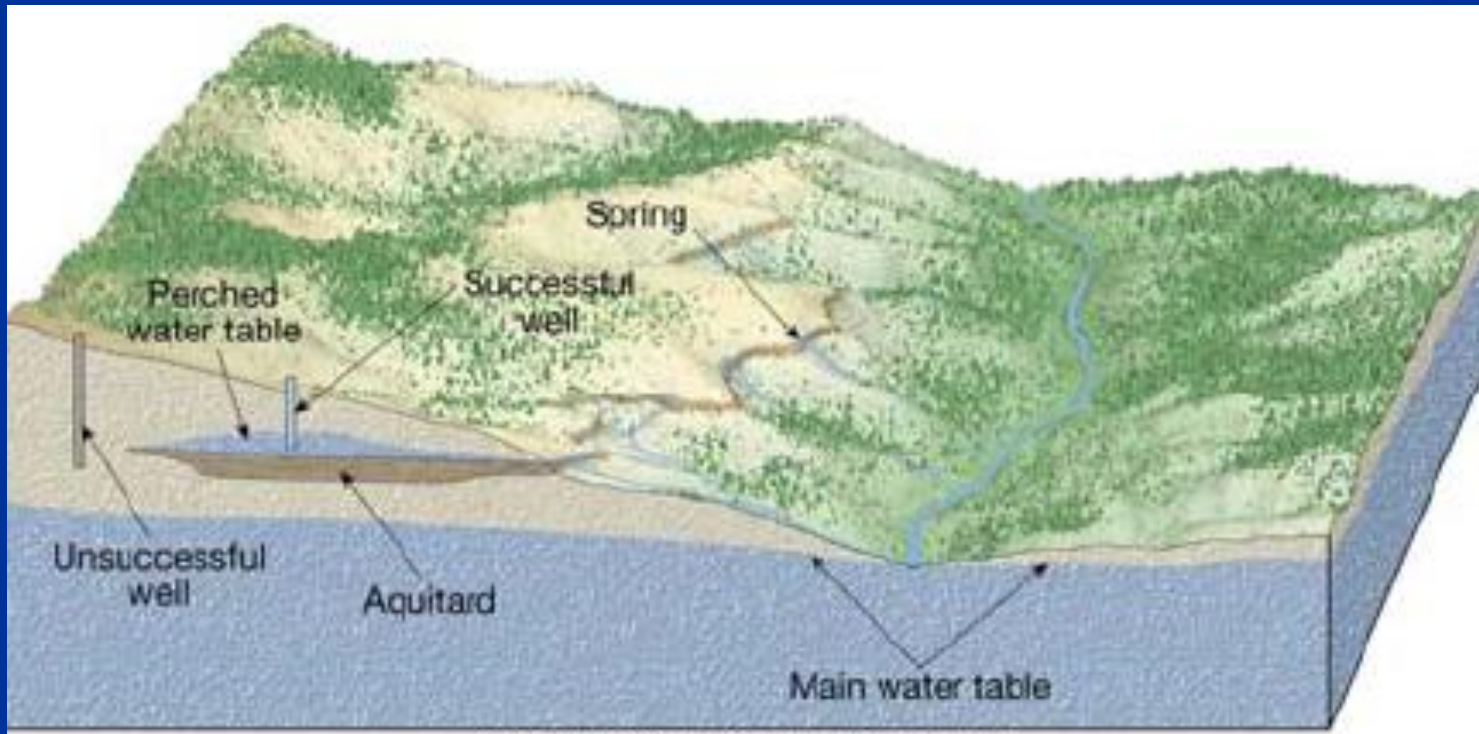 Spring
Perched
water table
Successful
well
Unsuccessful
well
Aquitard
Main water table